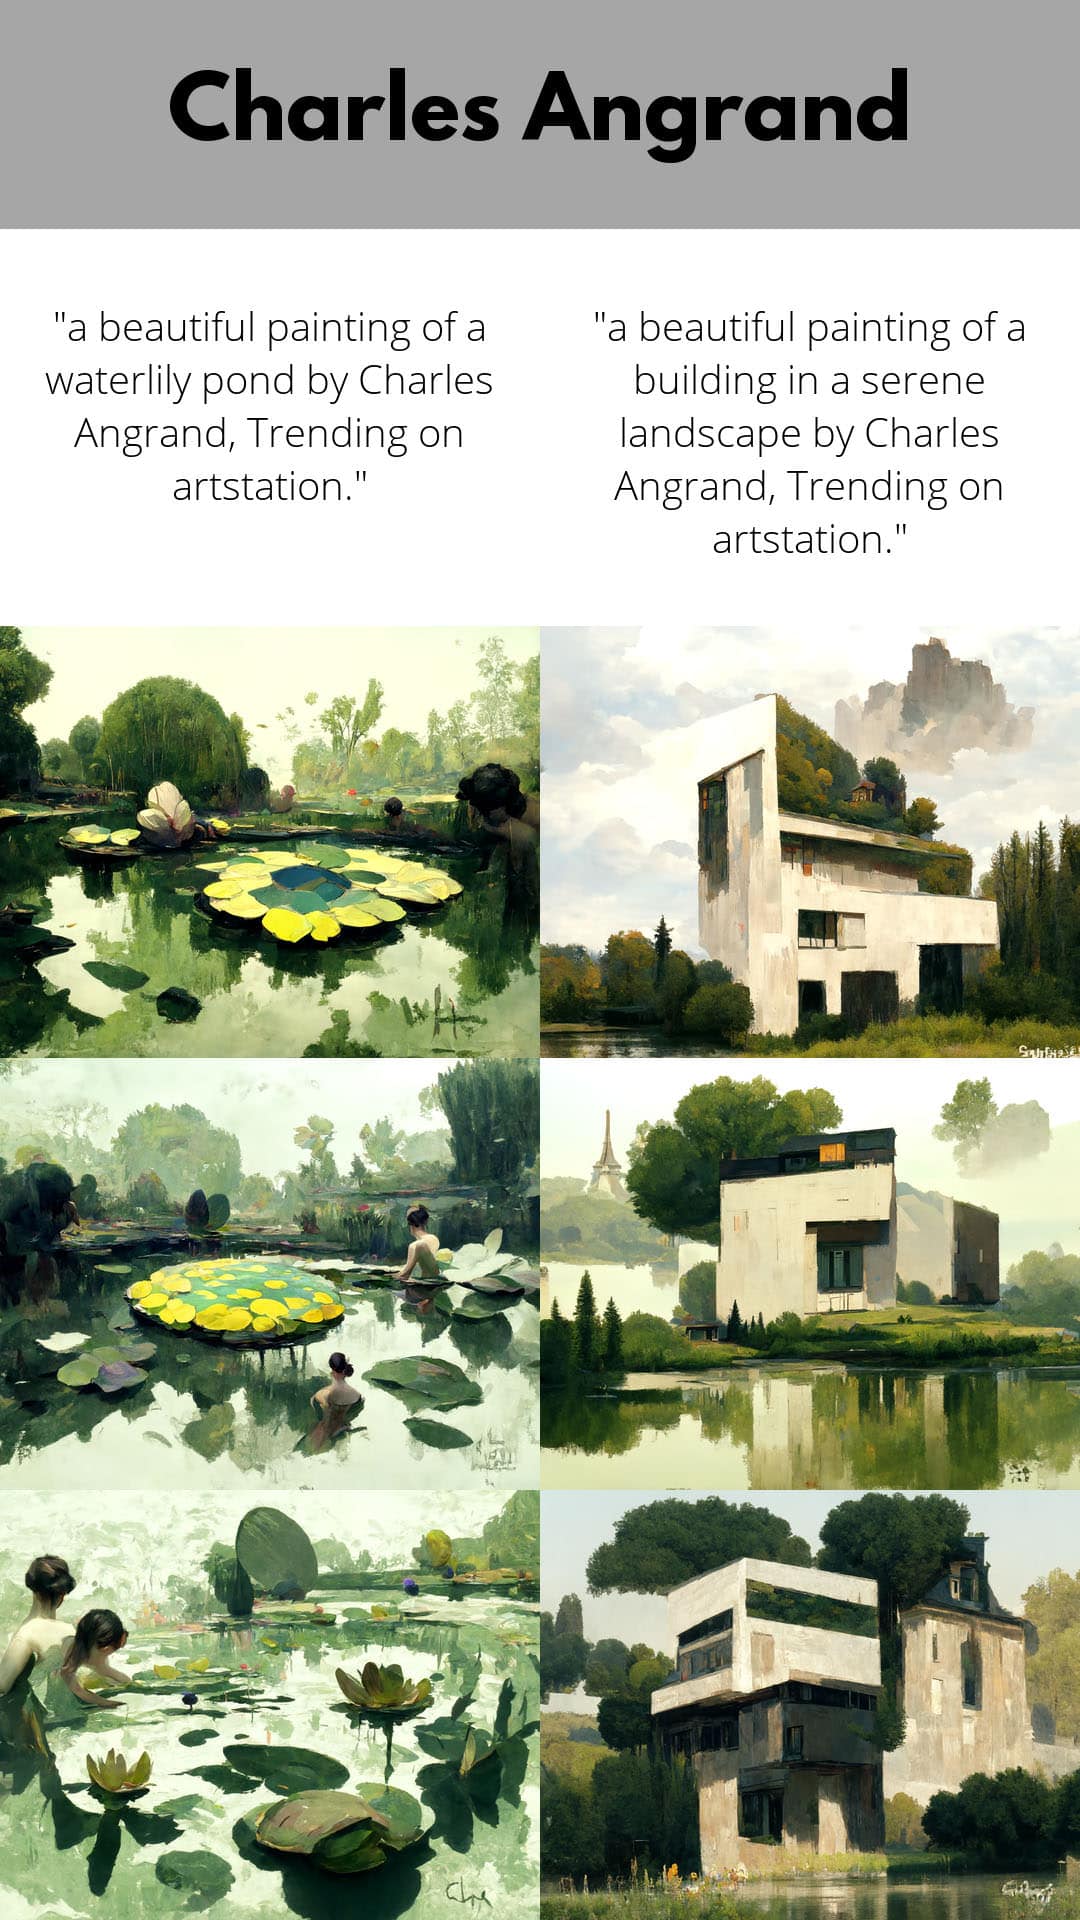 Charles Angrand
"a beautiful painting of a
waterlily pond by Charles
Angrand, Trending on
artstation."
"a beautiful painting of a
building in a serene
landscape by Charles
Angrand, Trending on
artstation."